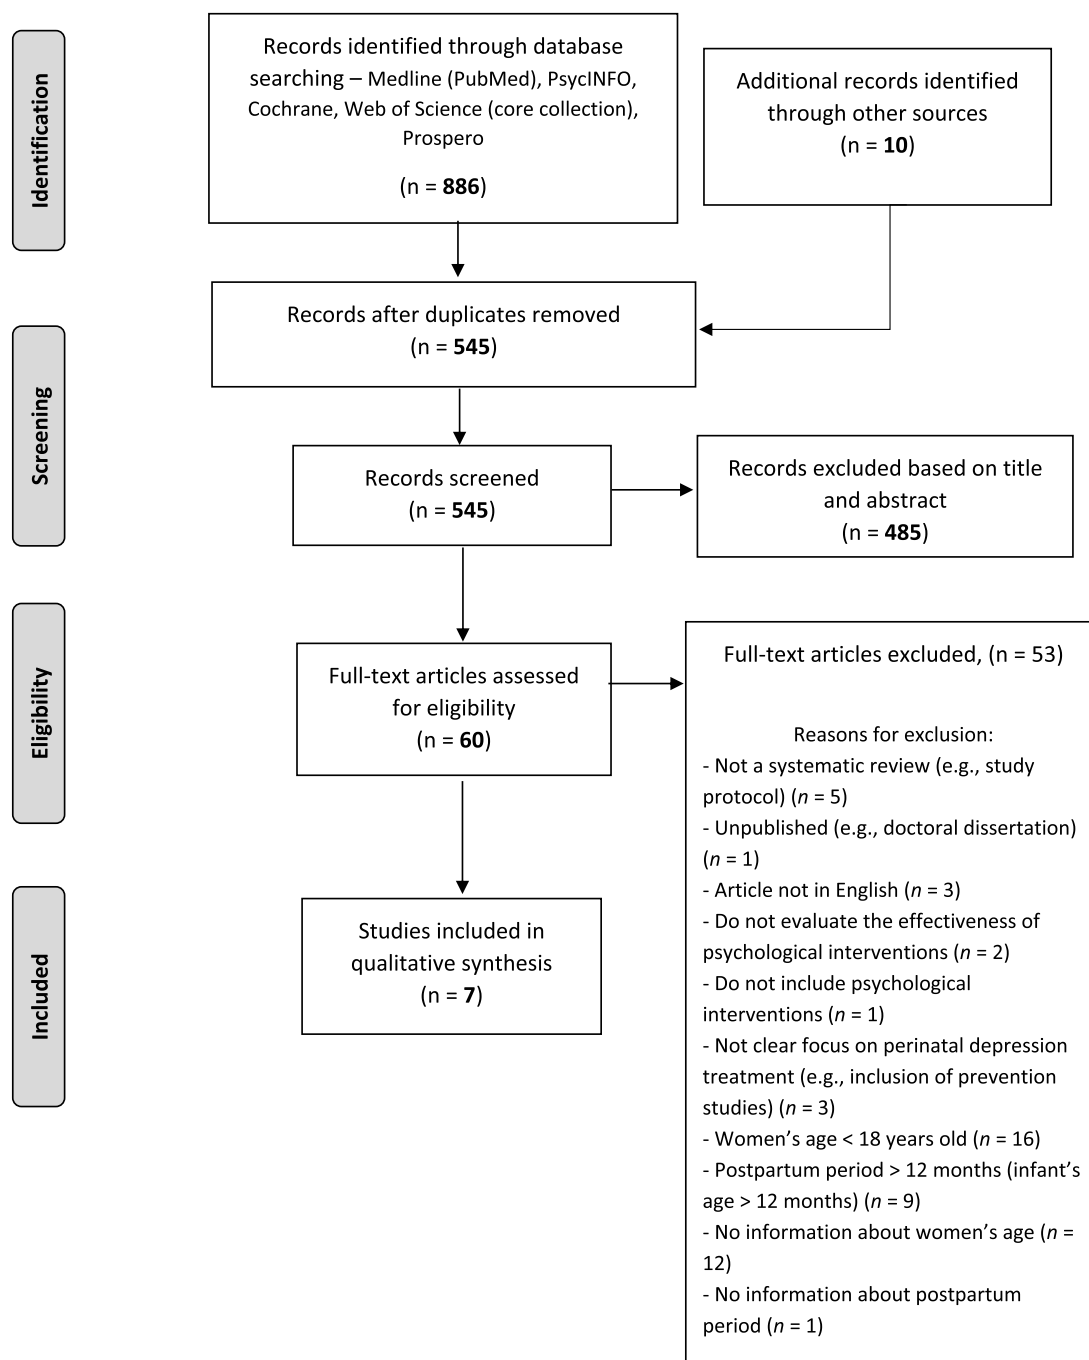 Identification
Records identified through database
searching – Medline (PubMed), PsycINFO,
Cochrane, Web of Science (core collection),
Prospero
(n = 886)
Additional records identified
through other sources
(n = 10)
Records after duplicates removed
(n = 545)
Screening
Records screened
(n = 545)
Records excluded based on title
and abstract
(n = 485)
Eligibility
Full-text articles assessed
for eligibility
(n = 60)
Full-text articles excluded, (n = 53)
Reasons for exclusion:
- Not a systematic review (e.g., study
protocol) (n = 5)
- Unpublished (e.g., doctoral dissertation)
(n = 1)
- Article not in English (n = 3)
- Do not evaluate the effectiveness of
psychological interventions (n = 2)
- Do not include psychological
interventions (n = 1)
- Not clear focus on perinatal depression
treatment (e.g., inclusion of prevention
studies) (n = 3)
- Women’s age < 18 years old (n = 16)
- Postpartum period > 12 months (infant’s
age > 12 months) (n = 9)
- No information about women’s age (n =
12)
- No information about postpartum
period (n = 1)
Included
Studies included in
qualitative synthesis
(n = 7)